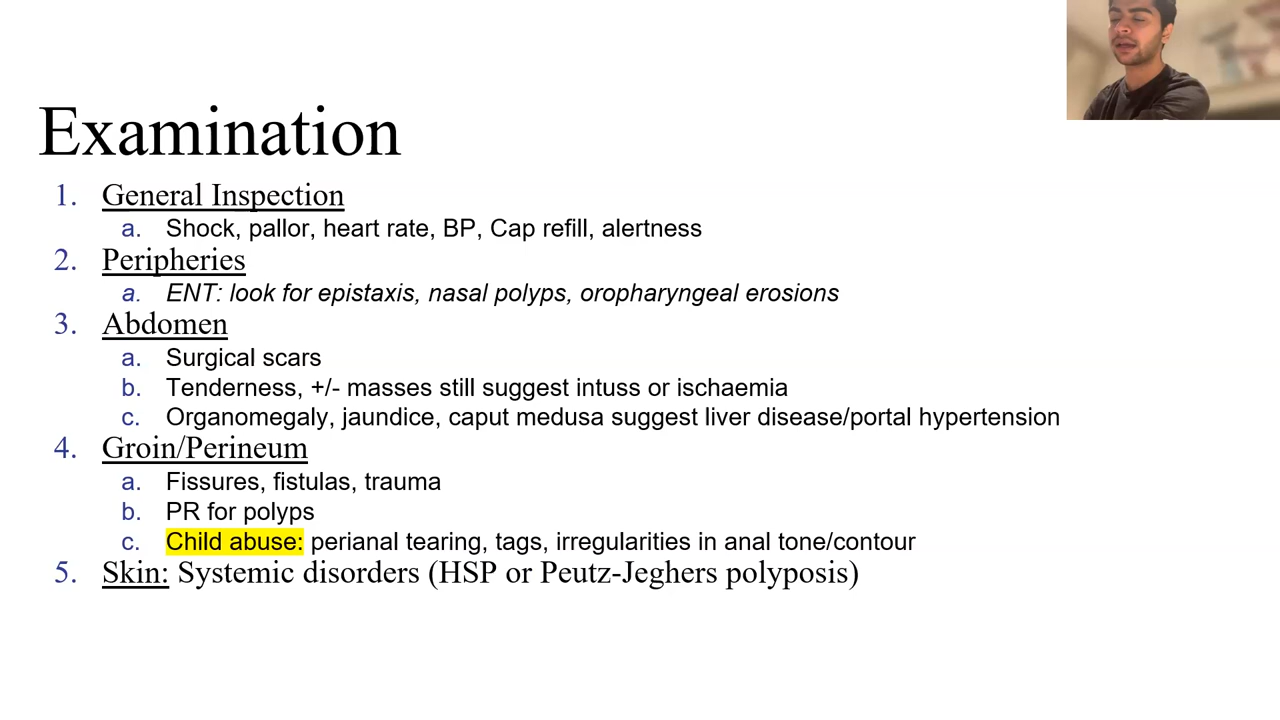 Examination
1. General Inspection
a. Shock, pallor, heart rate, BP, Cap refill, alertness
2. Peripheries
a. ENT: look for epistaxis, nasal polyps, oropharyngeal erosions
3. Abdomen
a. Surgical scars
b. Tenderness, +/- masses still suggest intuss or ischaemia
c. Organomegaly, jaundice, caput medusa suggest liver disease/portal hypertension
4. Groin/Perineum
a. Fissures, fistulas, trauma
b. PR for polyps
c. Child abuse: perianal tearing, tags, irregularities in anal tone/contour
5. Skin: Systemic disorders (HSP or Peutz-Jeghers polyposis)